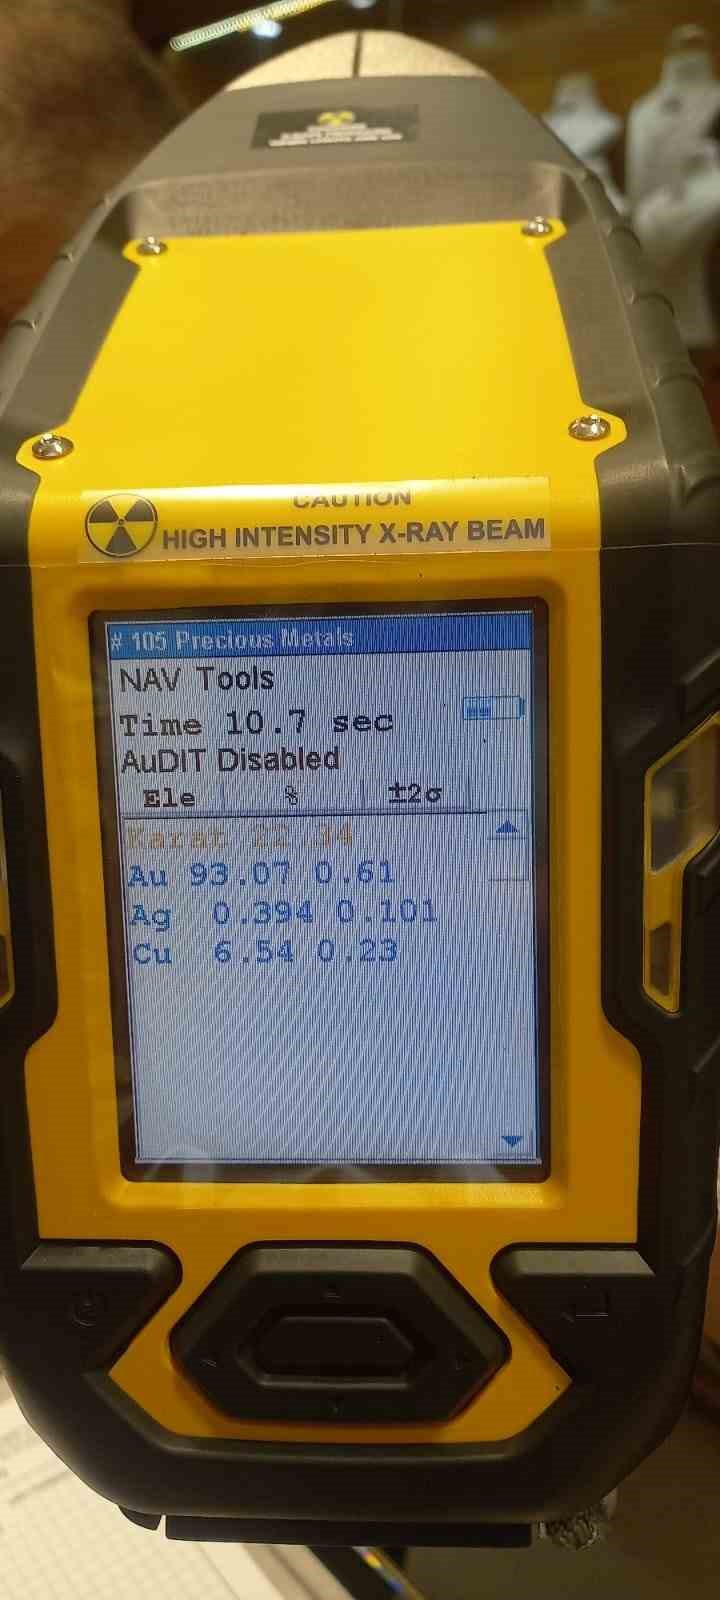 CAUTION
HIGH INTENSITY X-RAY BEAM
# 105 Precious Metals
NAV Tools
Time 10.7 sec
AuDIT Disabled
Ele % ±2σ
Karat 22.34
Au 93.07 0.61
Ag 0.394 0.101
Cu 6.54 0.23